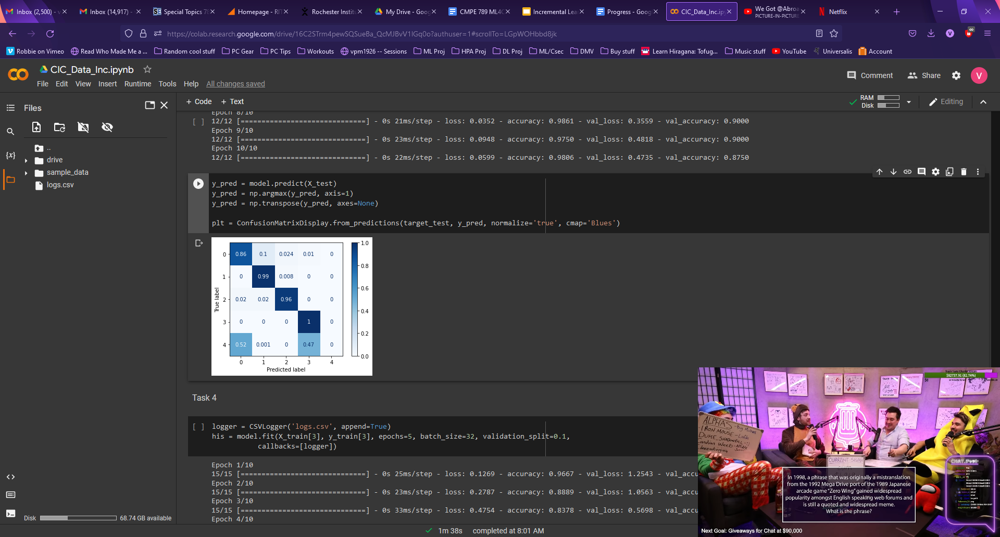 Inbox (2,500) - v
Inbox (14,917) -
Special Topics 78
Homepage - RIT
Rochester Institu
My Drive - Goog
CMPE 789 ML4C
Incremental Lea
Progress - Goog
CIC_Data_Inc.ip
We Got @Abroa
PICTURE-IN-PICTURE
Netflix
https://colab.research.google.com/drive/16C2STrm4pewSQSueBa_QcMJBvV1lGq0o?authuser=1#scrollTo=LGpWOHbbd8jk
Robbie on Vimeo
Read Who Made Me a ...
Random cool stuff
PC Gear
PC Tips
Workouts
vpm1926 -- Sessions
ML Proj
HPA Proj
DL Proj
ML/Csec
DMV
Buy stuff
Learn Hiragana: Tofug...
Music stuff
YouTube
Universalis
Account
CIC_Data_Inc.ipynb
File Edit View Insert Runtime Tools Help All changes saved
Comment
Share
V
Files
+ Code + Text
RAM
Disk
Editing
..
drive
sample_data
logs.csv
Epoch 8/10
[ ] 12/12 [==============================] - 0s 21ms/step - loss: 0.0352 - accuracy: 0.9861 - val_loss: 0.3559 - val_accuracy: 0.9000
Epoch 9/10
12/12 [==============================] - 0s 23ms/step - loss: 0.0948 - accuracy: 0.9750 - val_loss: 0.4818 - val_accuracy: 0.9000
Epoch 10/10
12/12 [==============================] - 0s 22ms/step - loss: 0.0599 - accuracy: 0.9806 - val_loss: 0.4735 - val_accuracy: 0.8750
y_pred = model.predict(X_test)
y_pred = np.argmax(y_pred, axis=1)
y_pred = np.transpose(y_pred, axes=None)
plt = ConfusionMatrixDisplay.from_predictions(target_test, y_pred, normalize='true', cmap='Blues')
1.0
0 0.86 0.1 0.024 0.01 0
0.8
1 0 0.99 0.008 0 0
0.6
True label
2 0.02 0.02 0.96 0 0
0.4
3 0 0 0 1 0
0.2
4 0.52 0.001 0 0.47 0
0.0
0 1 2 3 4
Predicted label
Task 4
[ ] logger = CSVLogger('logs.csv', append=True)
his = model.fit(X_train[3], y_train[3], epochs=5, batch_size=32, validation_split=0.1,
callbacks=[logger])
Epoch 1/10
15/15 [==============================] - 0s 25ms/step - loss: 0.1269 - accuracy: 0.9667 - val_loss: 1.2543 - val_accu
Epoch 2/10
15/15 [==============================] - 0s 23ms/step - loss: 0.2787 - accuracy: 0.8889 - val_loss: 1.0563 - val_accu
Epoch 3/10
15/15 [==============================] - 0s 33ms/step - loss: 0.4754 - accuracy: 0.8378 - val_loss: 0.5698 - val_accu
Epoch 4/10
Disk 68.74 GB available
1m 38s completed at 8:01 AM
$82737.91 (82.74%)
ALPHAS
IRON MOUSE
CURRENT SIGMA
In 1998, a phrase that was originally a mistranslation
from the 1992 Mega Drive port of the 1989 Japanese
arcade game "Zero Wing" gained widespread
popularity amongst English speaking web forums and
is still a quoted and widespread meme.
What is the phrase?
Next Goal: Giveaways for Chat at $90,000